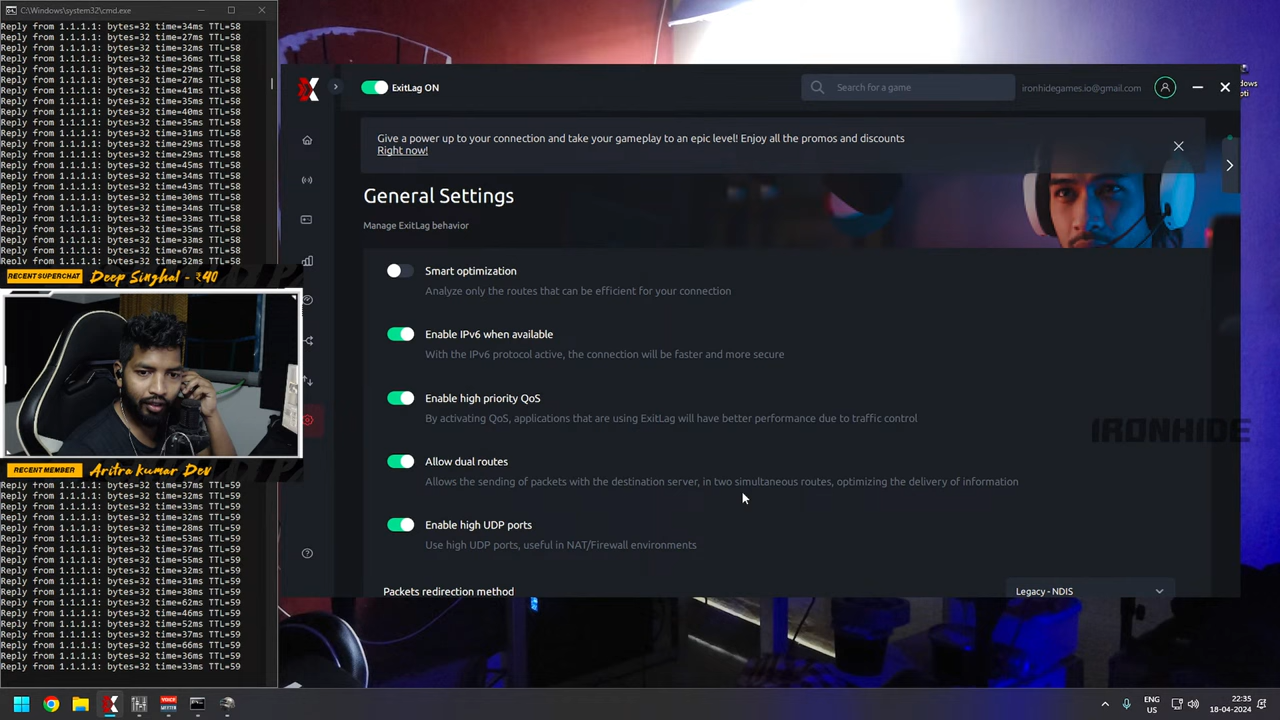 C:\Windows\system32\cmd.exe
Reply from 1.1.1.1: bytes=32 time=34ms TTL=58
Reply from 1.1.1.1: bytes=32 time=27ms TTL=58
Reply from 1.1.1.1: bytes=32 time=32ms TTL=58
Reply from 1.1.1.1: bytes=32 time=36ms TTL=58
Reply from 1.1.1.1: bytes=32 time=29ms TTL=58
Reply from 1.1.1.1: bytes=32 time=27ms TTL=58
Reply from 1.1.1.1: bytes=32 time=41ms TTL=58
Reply from 1.1.1.1: bytes=32 time=35ms TTL=58
Reply from 1.1.1.1: bytes=32 time=40ms TTL=58
Reply from 1.1.1.1: bytes=32 time=35ms TTL=58
Reply from 1.1.1.1: bytes=32 time=31ms TTL=58
Reply from 1.1.1.1: bytes=32 time=29ms TTL=58
Reply from 1.1.1.1: bytes=32 time=29ms TTL=58
Reply from 1.1.1.1: bytes=32 time=45ms TTL=58
Reply from 1.1.1.1: bytes=32 time=34ms TTL=58
Reply from 1.1.1.1: bytes=32 time=43ms TTL=58
Reply from 1.1.1.1: bytes=32 time=30ms TTL=58
Reply from 1.1.1.1: bytes=32 time=34ms TTL=58
Reply from 1.1.1.1: bytes=32 time=33ms TTL=58
Reply from 1.1.1.1: bytes=32 time=35ms TTL=58
Reply from 1.1.1.1: bytes=32 time=33ms TTL=58
Reply from 1.1.1.1: bytes=32 time=67ms TTL=58
Reply from 1.1.1.1: bytes=32 time=32ms TTL=58
RECENT SUPERCHAT Deep Singhal - ₹40
RECENT MEMBER Aritra kumar Dev
Reply from 1.1.1.1: bytes=32 time=37ms TTL=59
Reply from 1.1.1.1: bytes=32 time=32ms TTL=59
Reply from 1.1.1.1: bytes=32 time=33ms TTL=59
Reply from 1.1.1.1: bytes=32 time=32ms TTL=59
Reply from 1.1.1.1: bytes=32 time=28ms TTL=59
Reply from 1.1.1.1: bytes=32 time=53ms TTL=59
Reply from 1.1.1.1: bytes=32 time=37ms TTL=59
Reply from 1.1.1.1: bytes=32 time=55ms TTL=59
Reply from 1.1.1.1: bytes=32 time=32ms TTL=59
Reply from 1.1.1.1: bytes=32 time=31ms TTL=59
Reply from 1.1.1.1: bytes=32 time=38ms TTL=59
Reply from 1.1.1.1: bytes=32 time=62ms TTL=59
Reply from 1.1.1.1: bytes=32 time=46ms TTL=59
Reply from 1.1.1.1: bytes=32 time=52ms TTL=59
Reply from 1.1.1.1: bytes=32 time=37ms TTL=59
Reply from 1.1.1.1: bytes=32 time=66ms TTL=59
Reply from 1.1.1.1: bytes=32 time=36ms TTL=59
Reply from 1.1.1.1: bytes=32 time=33ms TTL=59
ExitLag ON
Search for a game
ironhidegames.io@gmail.com
Give a power up to your connection and take your gameplay to an epic level! Enjoy all the promos and discounts
Right now!
General Settings
Manage ExitLag behavior
Smart optimization
Analyze only the routes that can be efficient for your connection
Enable IPv6 when available
With the IPv6 protocol active, the connection will be faster and more secure
Enable high priority QoS
By activating QoS, applications that are using ExitLag will have better performance due to traffic control
Allow dual routes
Allows the sending of packets with the destination server, in two simultaneous routes, optimizing the delivery of information
Enable high UDP ports
Use high UDP ports, useful in NAT/Firewall environments
Packets redirection method
Legacy - NDIS
IRONHIDE
ENG
US
22:35
18-04-2024